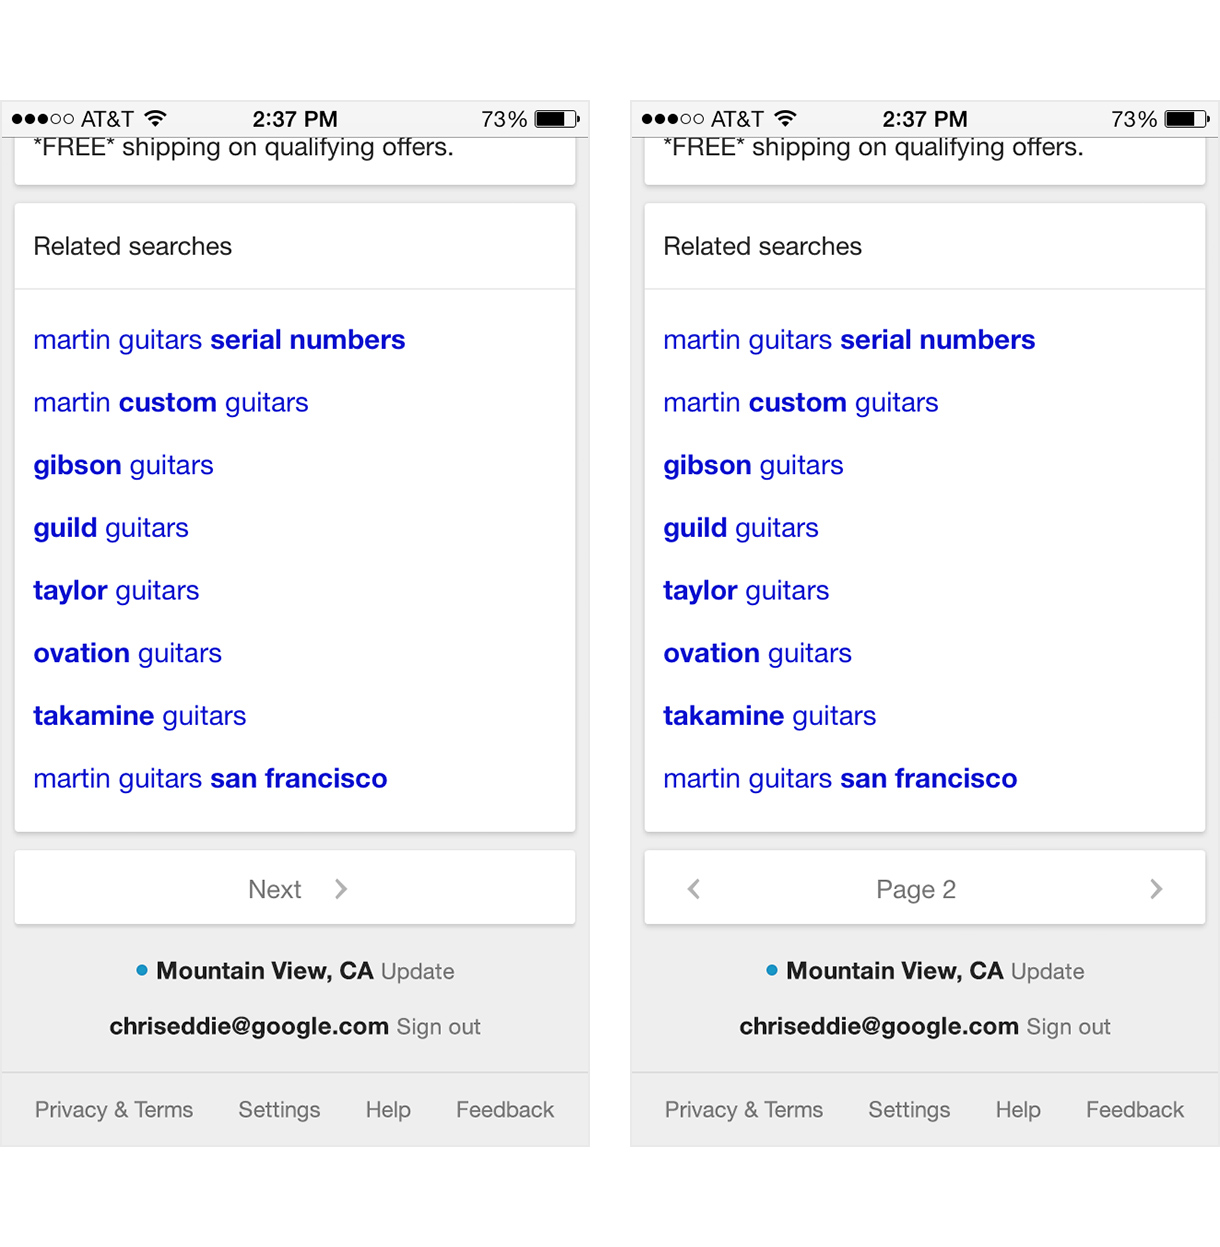 AT&T 2:37 PM 73%
*FREE* shipping on qualifying offers.
Related searches
martin guitars serial numbers
martin custom guitars
gibson guitars
guild guitars
taylor guitars
ovation guitars
takamine guitars
martin guitars san francisco
Next
Mountain View, CA Update
chriseddie@google.com Sign out
Privacy & Terms Settings Help Feedback
AT&T 2:37 PM 73%
*FREE* shipping on qualifying offers.
Related searches
martin guitars serial numbers
martin custom guitars
gibson guitars
guild guitars
taylor guitars
ovation guitars
takamine guitars
martin guitars san francisco
Page 2
Mountain View, CA Update
chriseddie@google.com Sign out
Privacy & Terms Settings Help Feedback